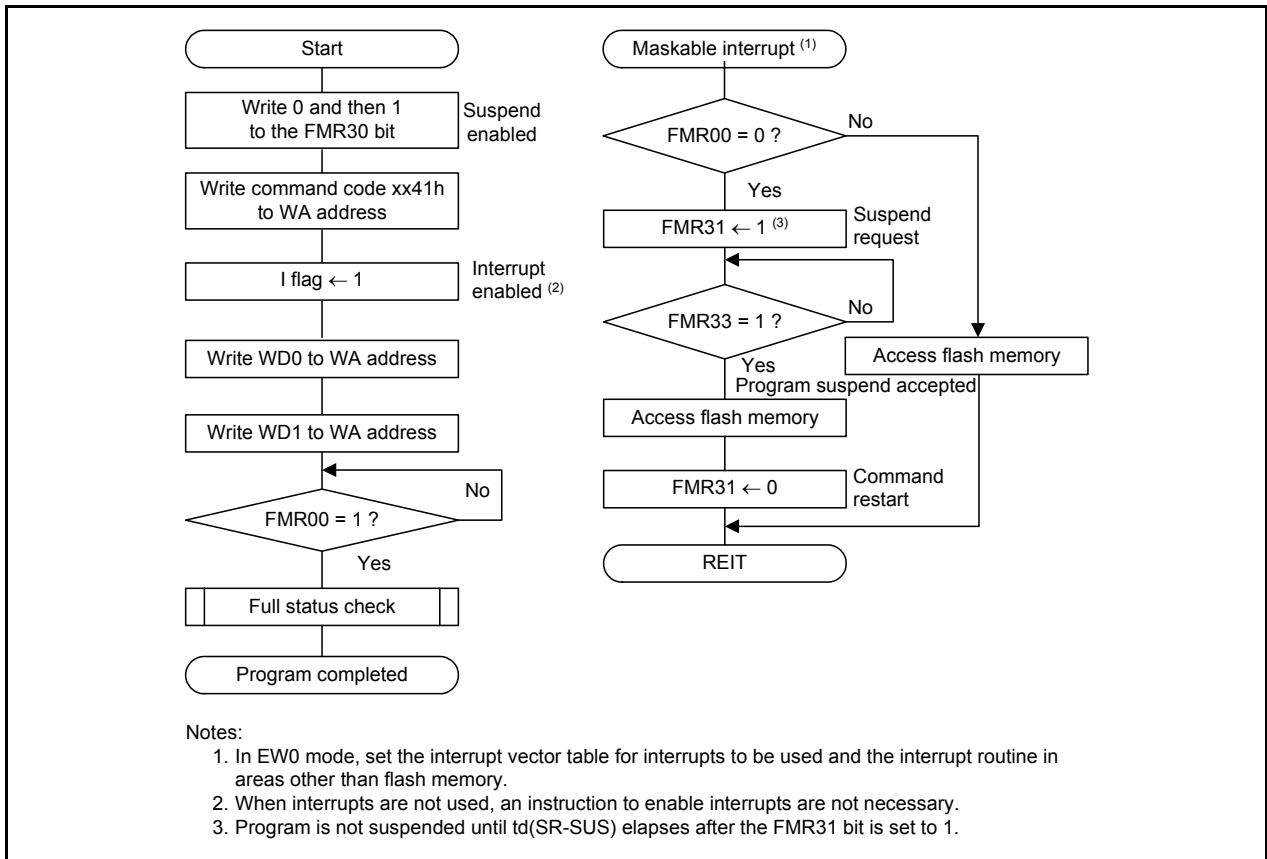 Start
Write 0 and then 1
to the FMR30 bit
Suspend
enabled
Write command code xx41h
to WA address
I flag ← 1
Interrupt
enabled (2)
Write WD0 to WA address
Write WD1 to WA address
No
FMR00 = 1 ?
Yes
Full status check
Program completed
Maskable interrupt (1)
FMR00 = 0 ?
No
Yes
FMR31 ← 1 (3)
Suspend
request
FMR33 = 1 ?
No
Yes
Program suspend accepted
Access flash memory
Access flash memory
FMR31 ← 0
Command
restart
REIT
Notes:
1. In EW0 mode, set the interrupt vector table for interrupts to be used and the interrupt routine in
areas other than flash memory.
2. When interrupts are not used, an instruction to enable interrupts are not necessary.
3. Program is not suspended until td(SR-SUS) elapses after the FMR31 bit is set to 1.